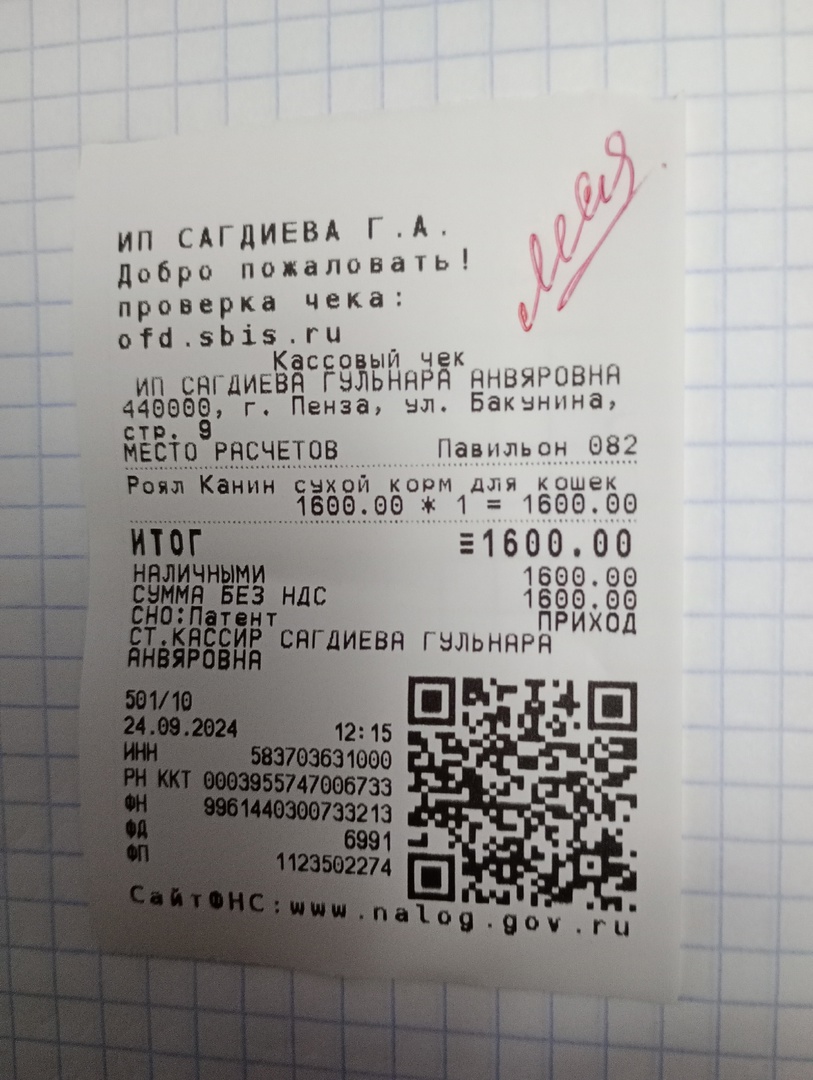 ИП САГДИЕВА Г.А.
Добро пожаловать!
проверка чека:
ofd.sbis.ru
Кассовый чек
ИП САГДИЕВА ГУЛЬНАРА АНВЯРОВНА
440000, г. Пенза, ул. Бакунина,
стр. 9
МЕСТО РАСЧЕТОВ Павильон 082
Роял Канин сухой корм для кошек
1600.00 * 1 = 1600.00
ИТОГ ≡1600.00
НАЛИЧНЫМИ 1600.00
СУММА БЕЗ НДС 1600.00
СНО:Патент ПРИХОД
СТ.КАССИР САГДИЕВА ГУЛЬНАРА
АНВЯРОВНА
501/10
24.09.2024 12:15
ИНН 583703631000
РН ККТ 0003955747006733
ФН 9961440300733213
ФД 6991
ФП 1123502274
СайтФНС:www.nalog.gov.ru